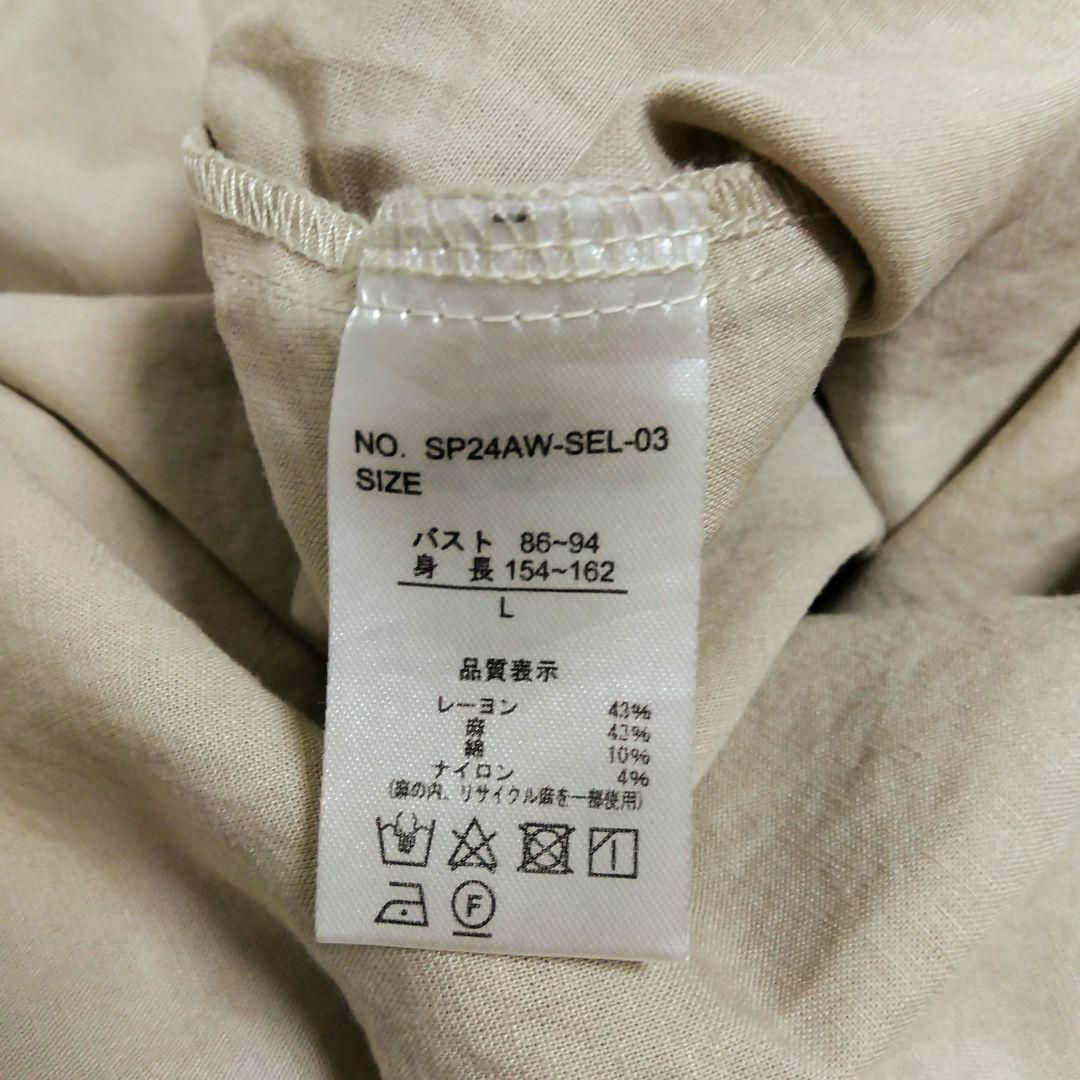 NO. SP24AW-SEL-03
SIZE
バスト 86~94
身 長 154~162
L
品質表示
レーヨン 43%
麻 43%
綿 10%
ナイロン 4%
(麻の内、リサイクル麻を一部使用)
F